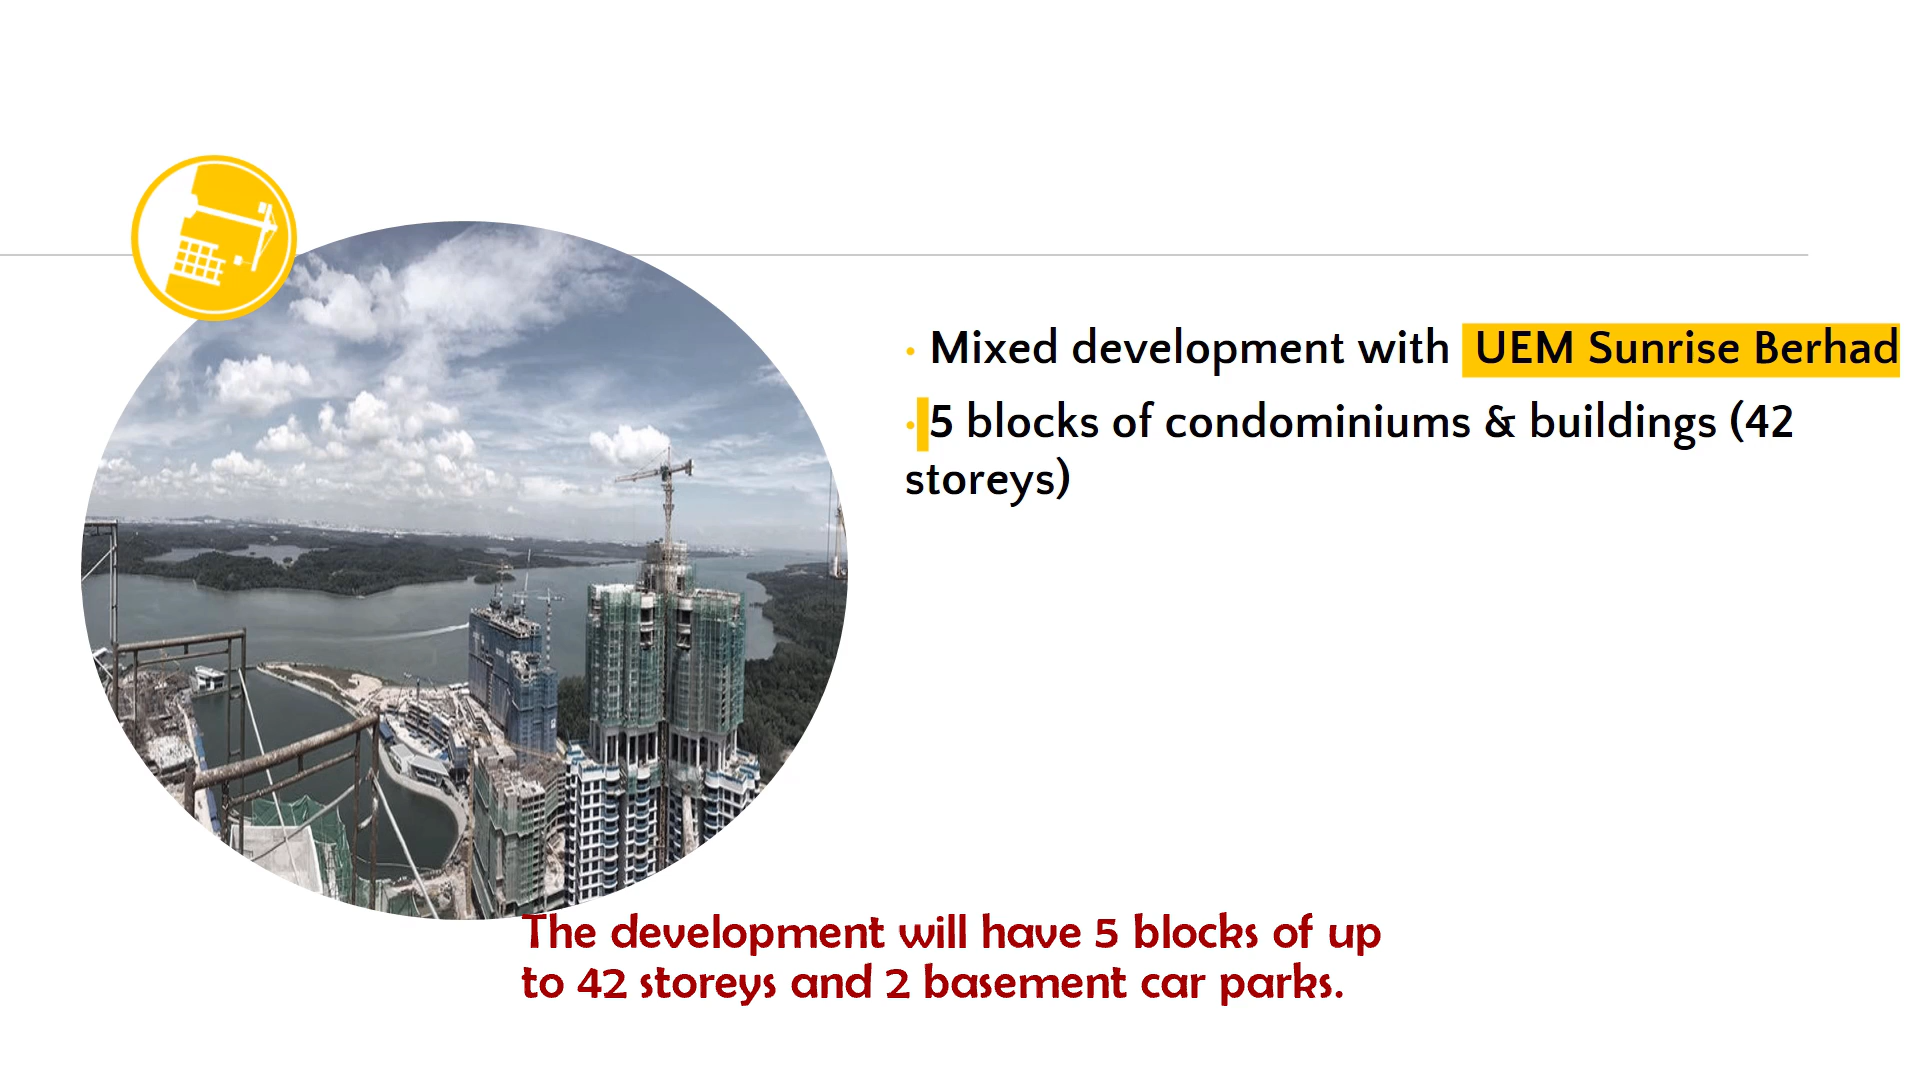 • Mixed development with UEM Sunrise Berhad
• 5 blocks of condominiums & buildings (42
storeys)
The development will have 5 blocks of up
to 42 storeys and 2 basement car parks.